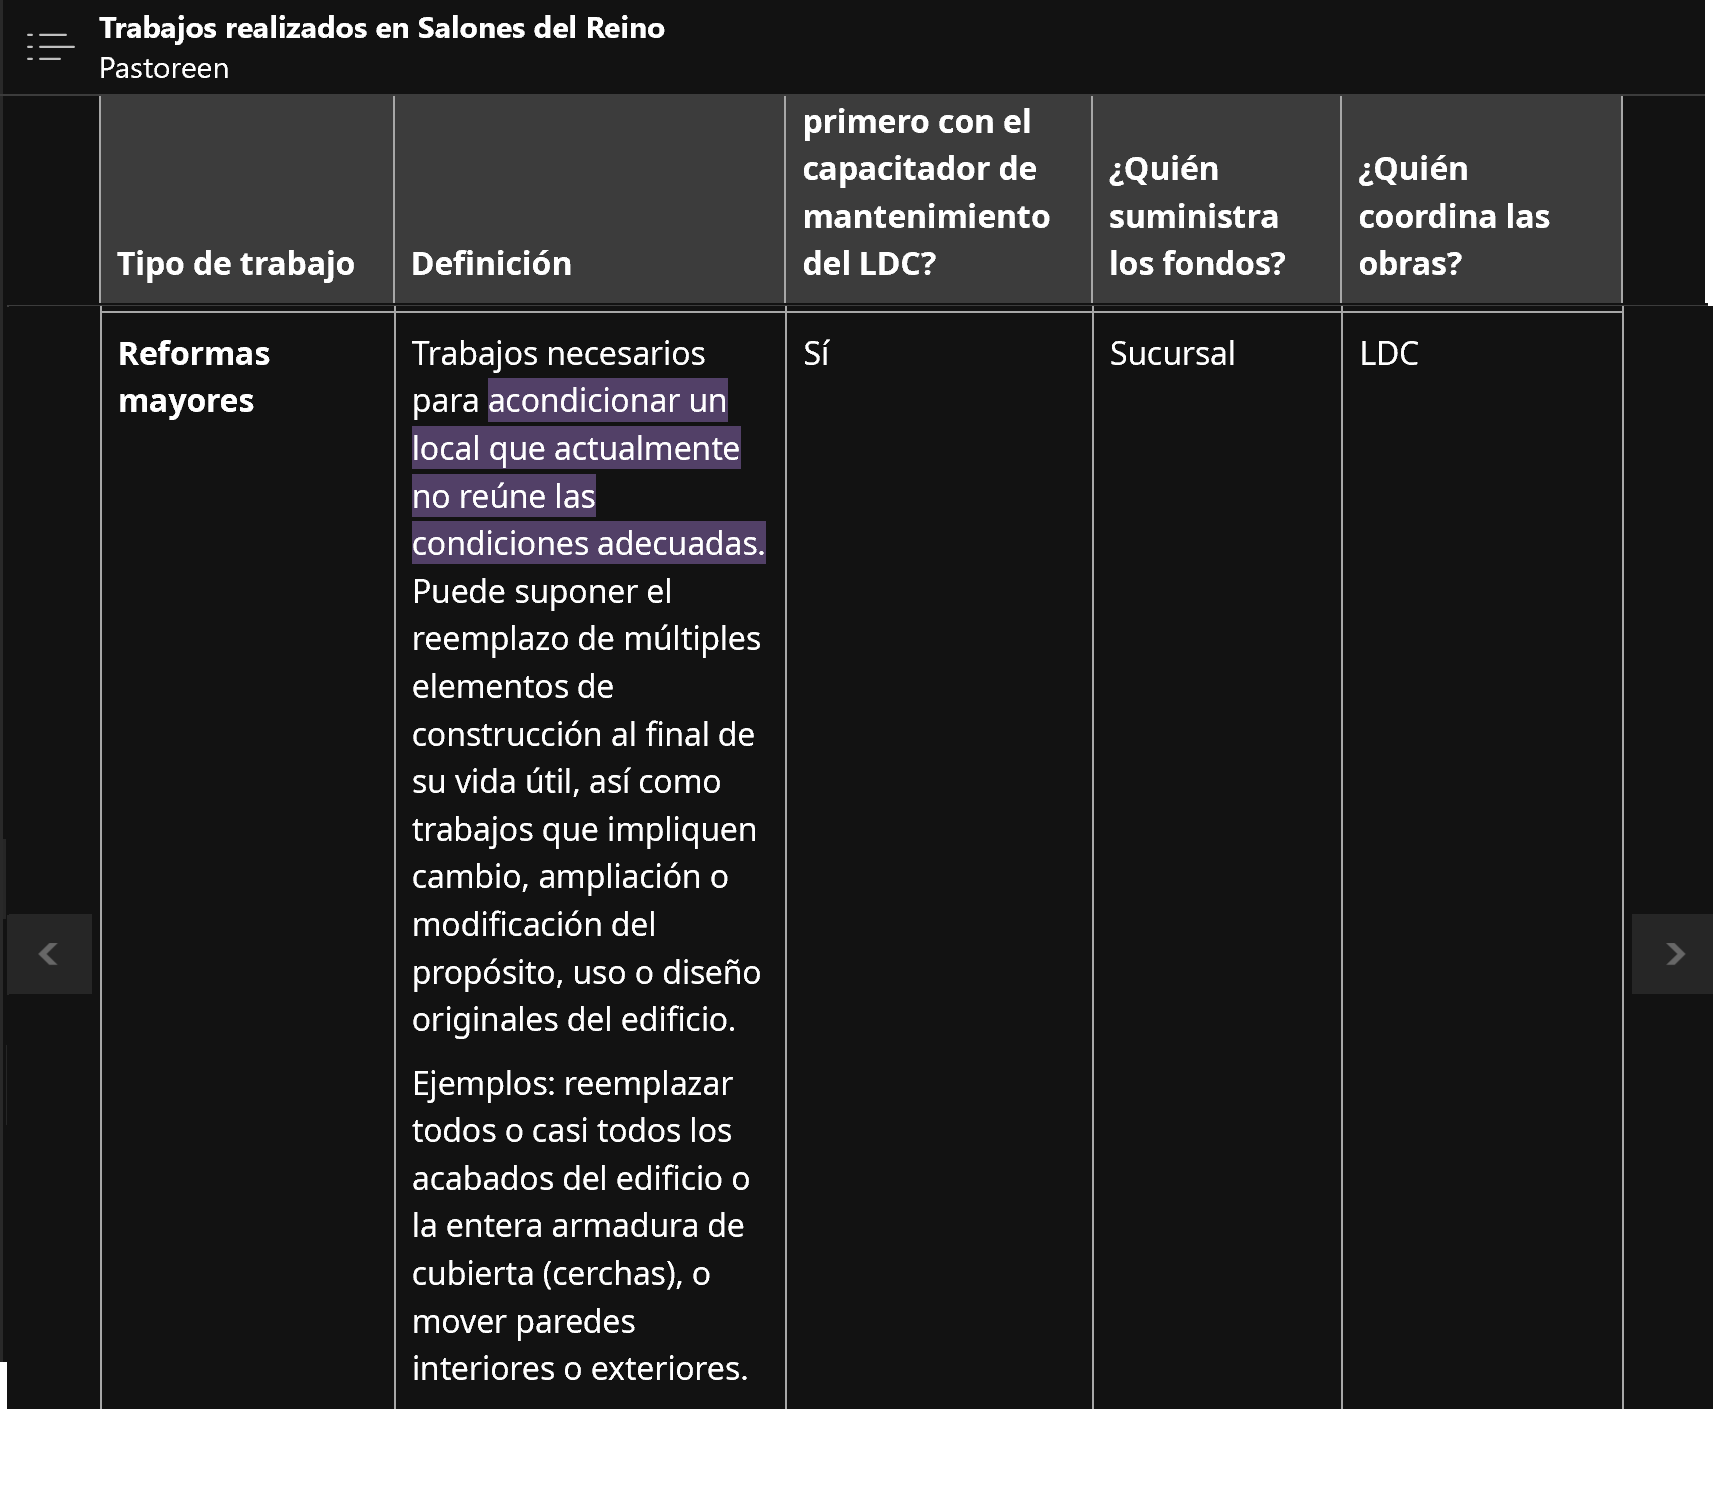 Trabajos realizados en Salones del Reino
Pastoreen
Tipo de trabajo
Definición
primero con el
capacitador de
mantenimiento
del LDC?
¿Quién
suministra
los fondos?
¿Quién
coordina las
obras?
Reformas
mayores
Trabajos necesarios
para acondicionar un
local que actualmente
no reúne las
condiciones adecuadas.
Puede suponer el
reemplazo de múltiples
elementos de
construcción al final de
su vida útil, así como
trabajos que impliquen
cambio, ampliación o
modificación del
propósito, uso o diseño
originales del edificio.
Ejemplos: reemplazar
todos o casi todos los
acabados del edificio o
la entera armadura de
cubierta (cerchas), o
mover paredes
interiores o exteriores.
Sí
Sucursal
LDC